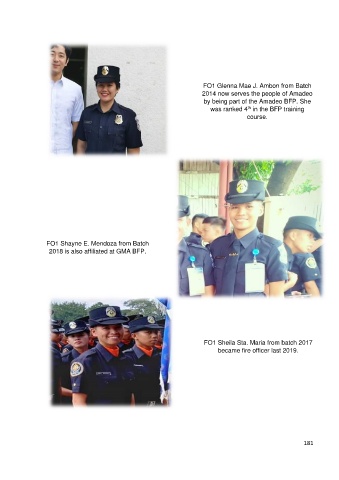 FO1 Glenna Mae J. Ambon from Batch
2014 now serves the people of Amadeo
by being part of the Amadeo BFP. She
was ranked 4th in the BFP training
course.
FO1 Shayne E. Mendoza from Batch
2018 is also affiliated at GMA BFP.
FO1 Sheila Sta. Maria from batch 2017
became fire officer last 2019.
181